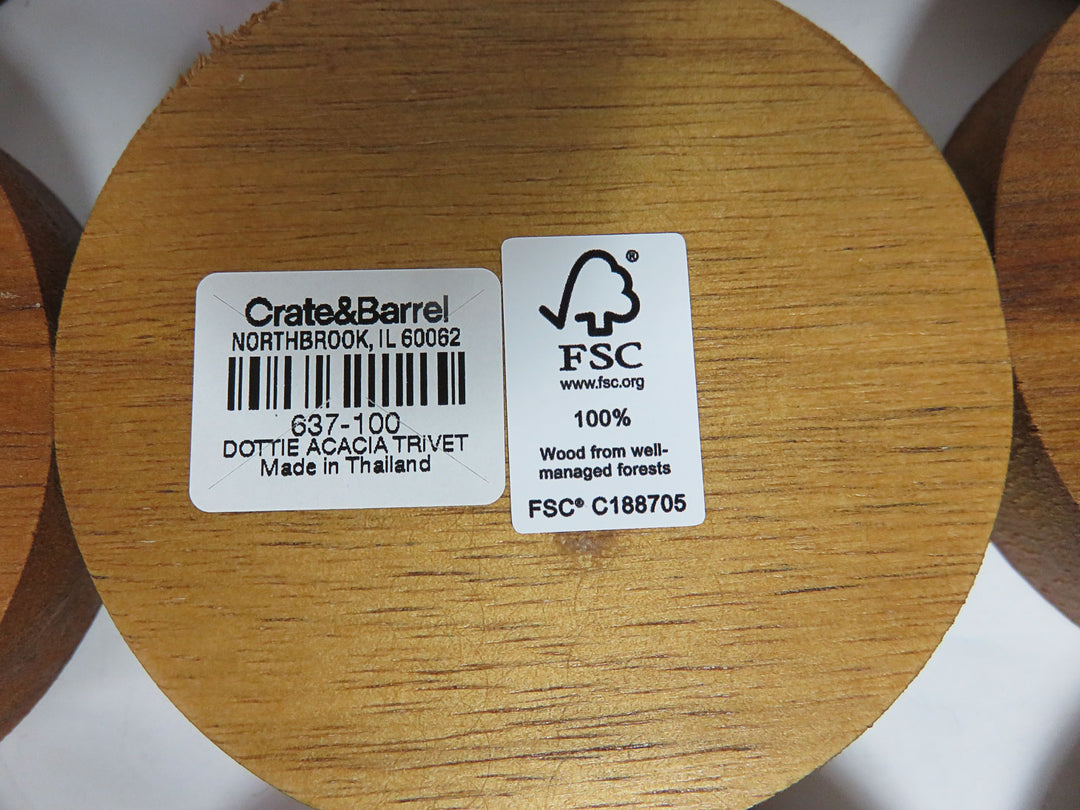 Crate&Barrel
NORTHBROOK, IL 60062
637-100
DOTTIE ACACIA TRIVET
Made in Thailand
®
FSC
www.fsc.org
100%
Wood from well-
managed forests
FSC® C188705